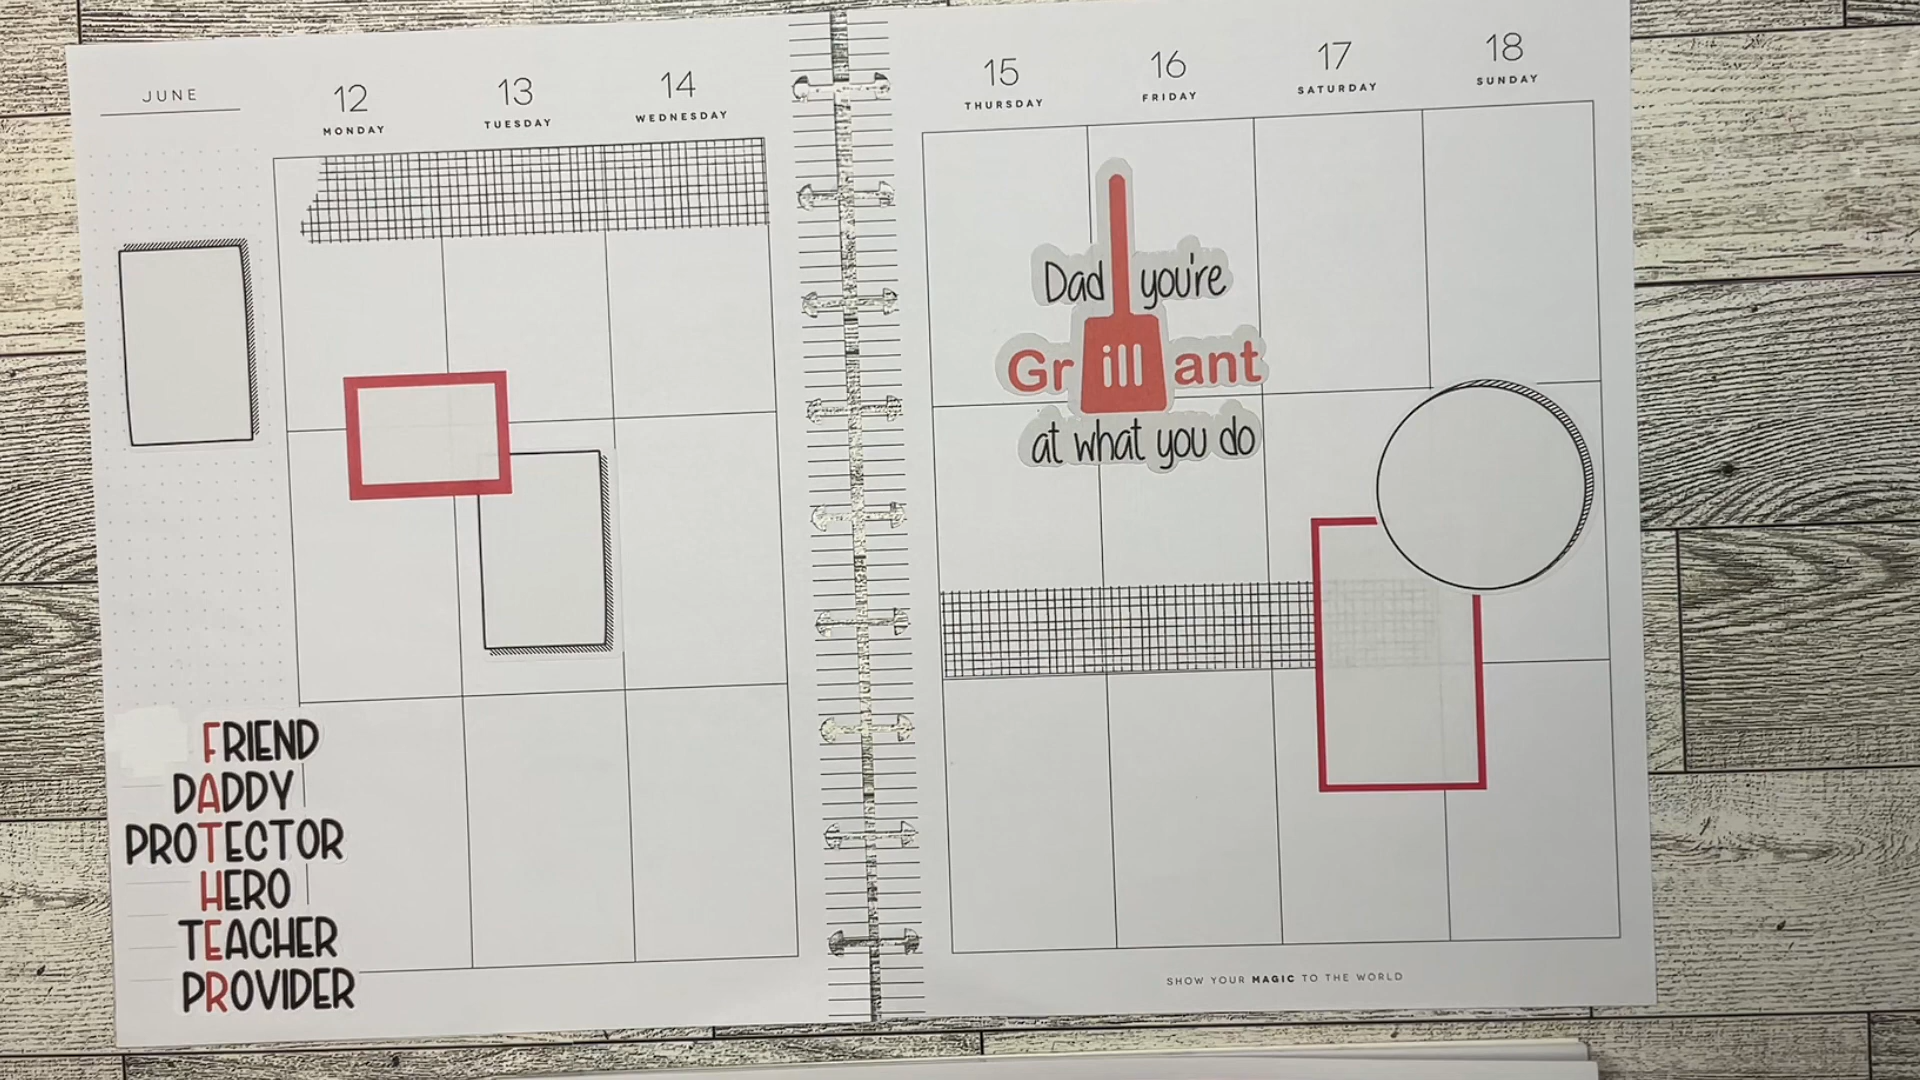 JUNE
12
MONDAY
13
TUESDAY
14
WEDNESDAY
15
THURSDAY
16
FRIDAY
17
SATURDAY
18
SUNDAY
Dad you're
Grillant
at what you do
FRIEND
DADDY
PROTECTOR
HERO
TEACHER
PROVIDER
SHOW YOUR MAGIC TO THE WORLD